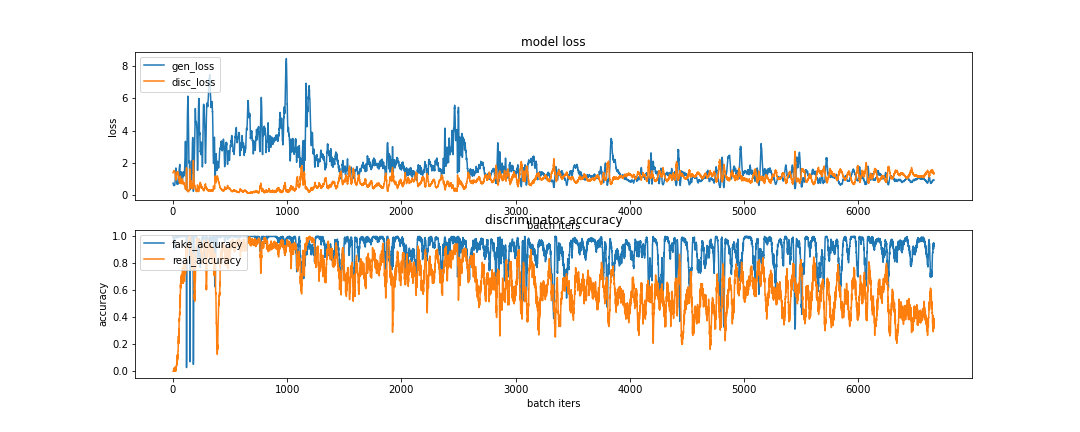 model loss
gen_loss
disc_loss
loss
8
6
4
2
0
0 1000 2000 3000 4000 5000 6000
batch iters
discriminator accuracy
fake_accuracy
real_accuracy
accuracy
1.0
0.8
0.6
0.4
0.2
0.0
0 1000 2000 3000 4000 5000 6000
batch iters